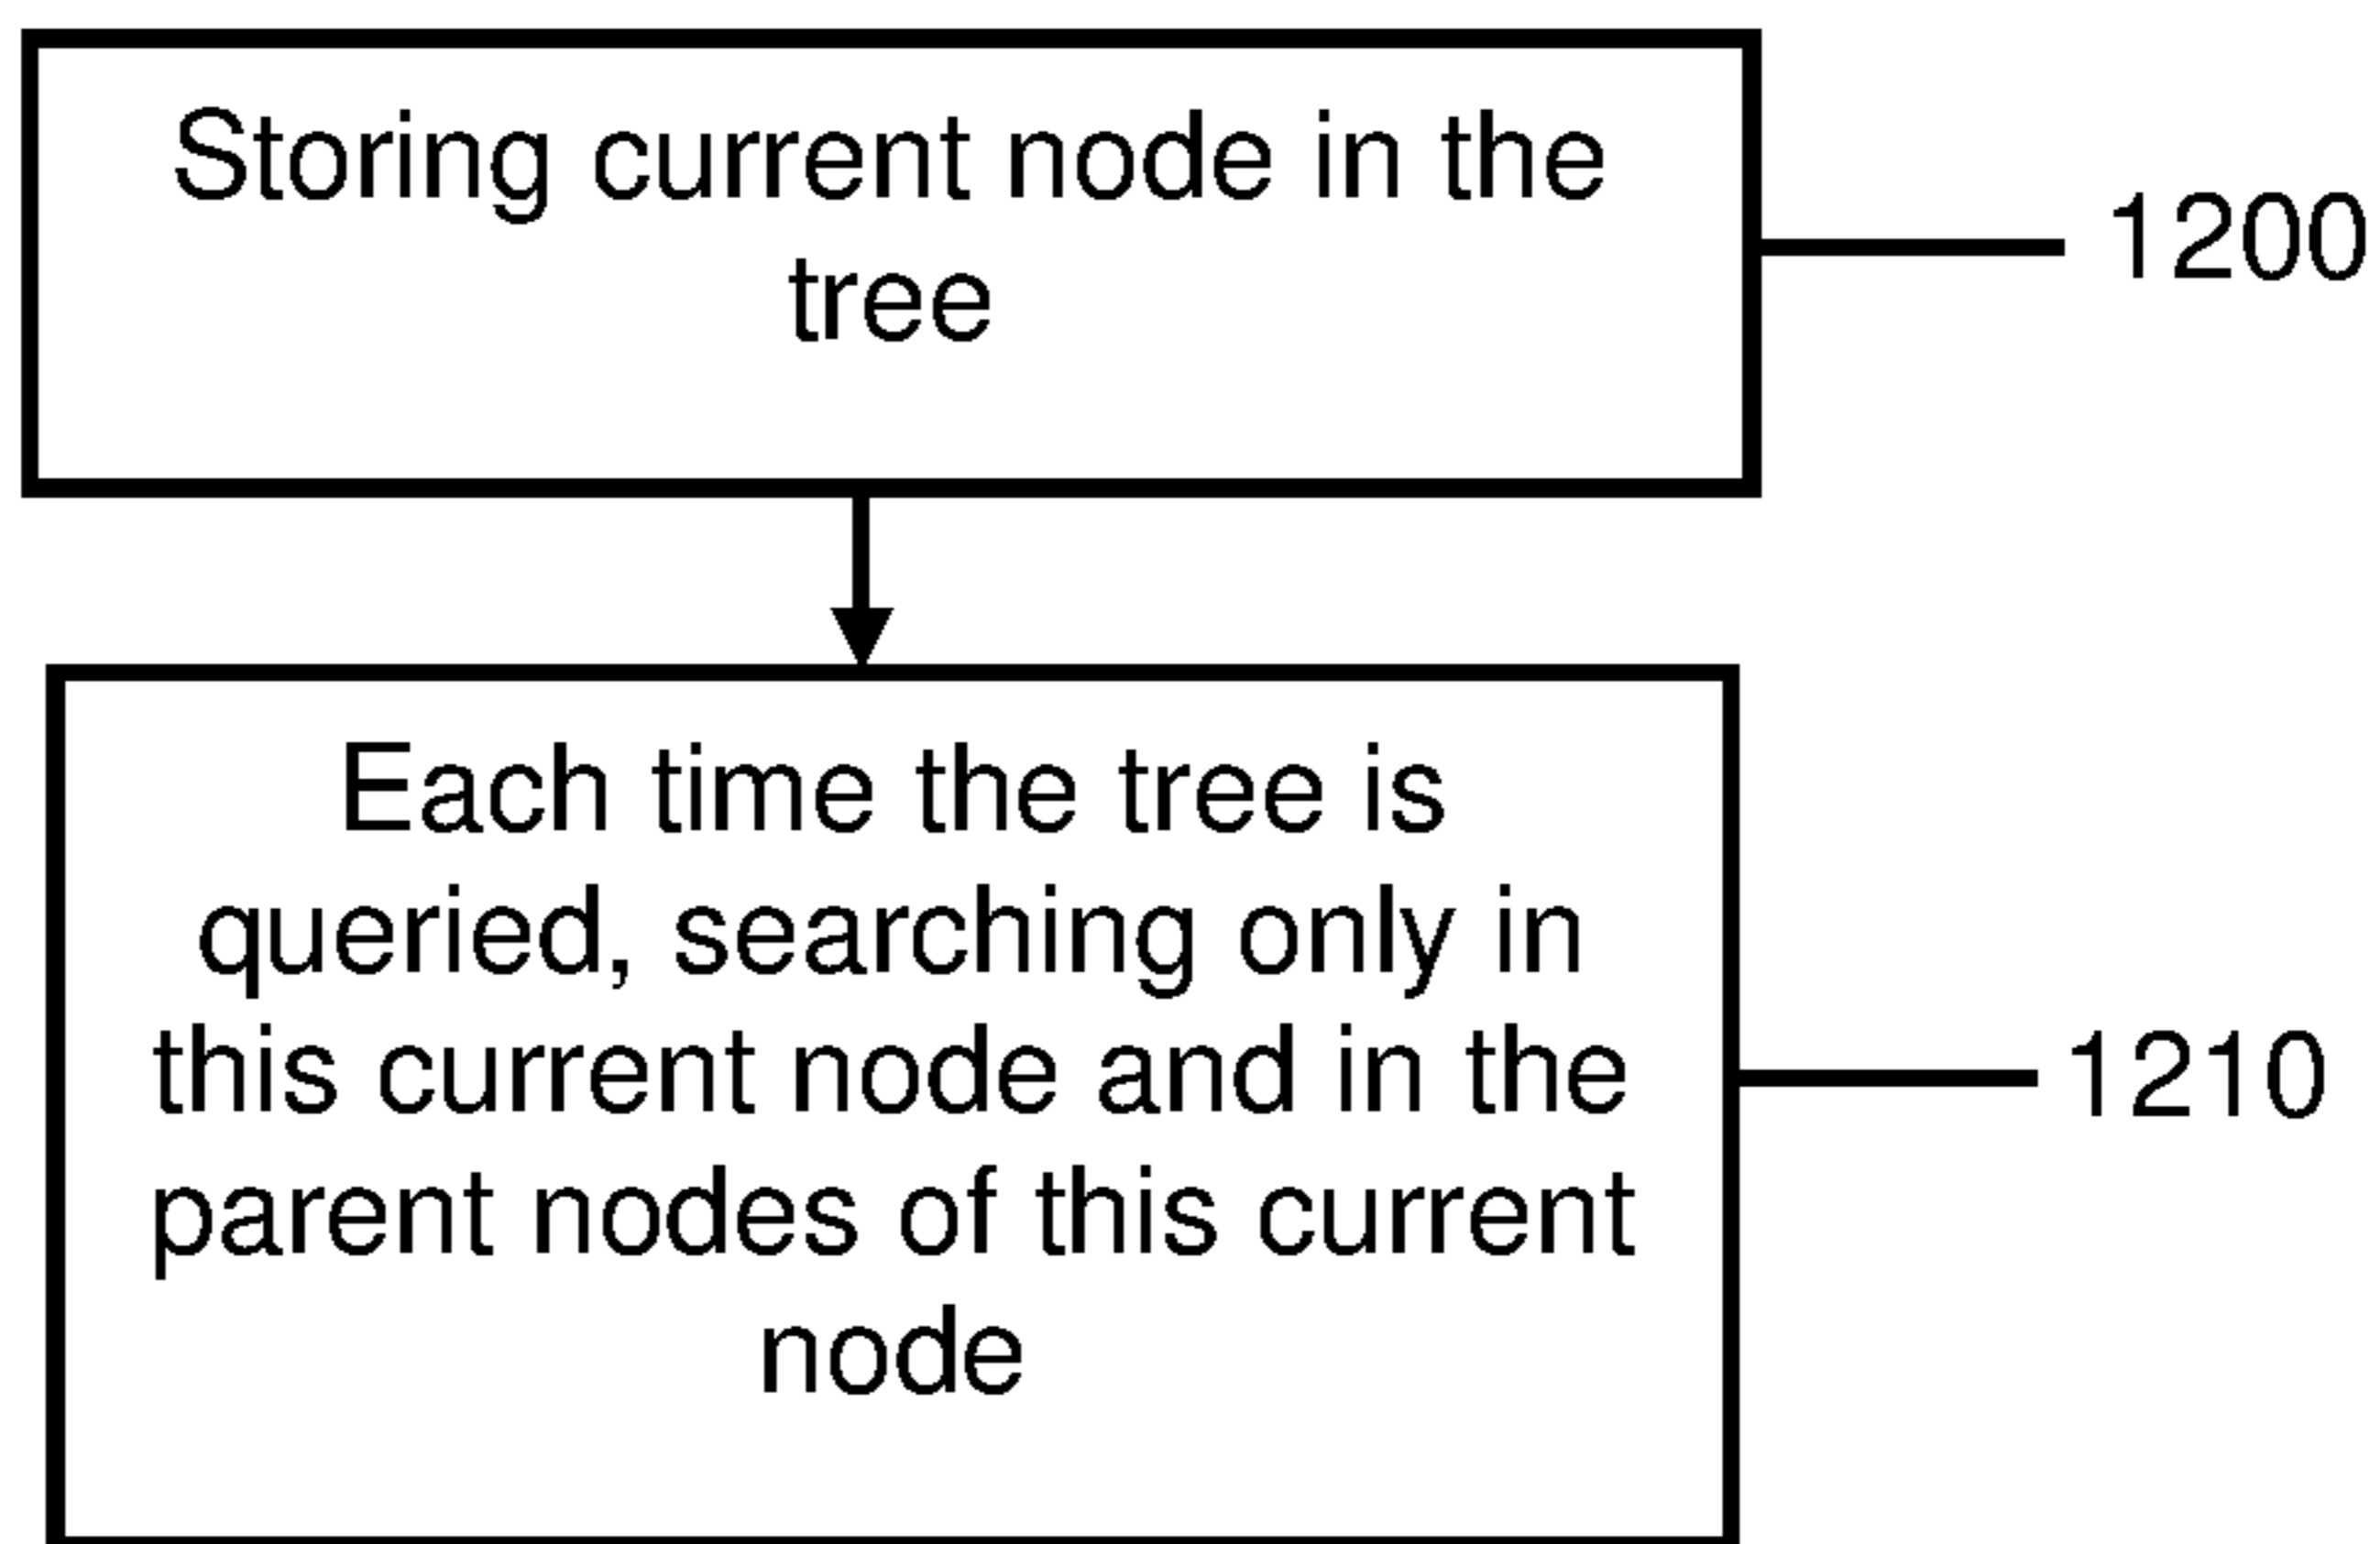 Storing current node in the
tree
1200
Each time the tree is
queried, searching only in
this current node and in the
parent nodes of this current
node
1210